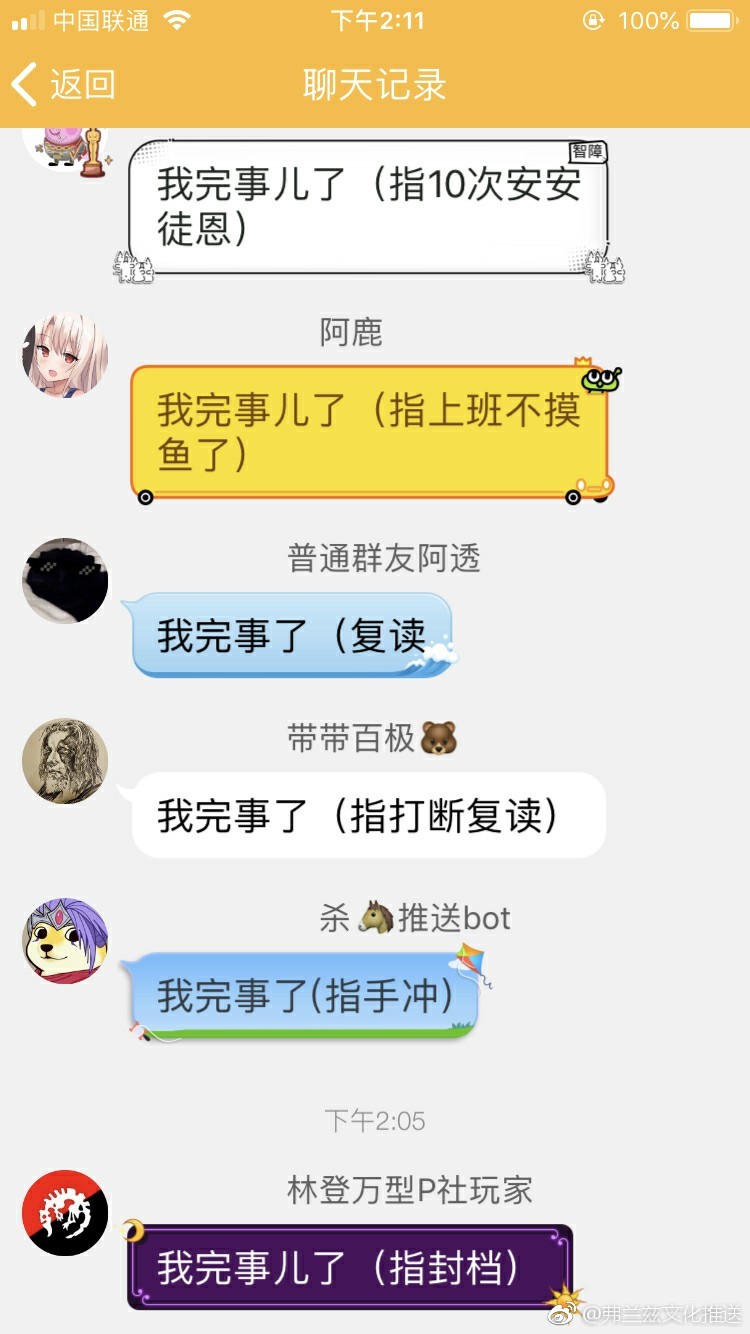 中国联通 下午2:11 100%
返回 聊天记录
智障
我完事儿了（指10次安安
徒恩）
阿鹿
我完事儿了（指上班不摸
鱼了）
普通群友阿透
我完事了（复读
带带百极🐻
我完事了（指打断复读）
杀🐴推送bot
我完事了(指手冲)
下午2:05
林登万型P社玩家
我完事儿了（指封档）
@弗兰兹文化推送